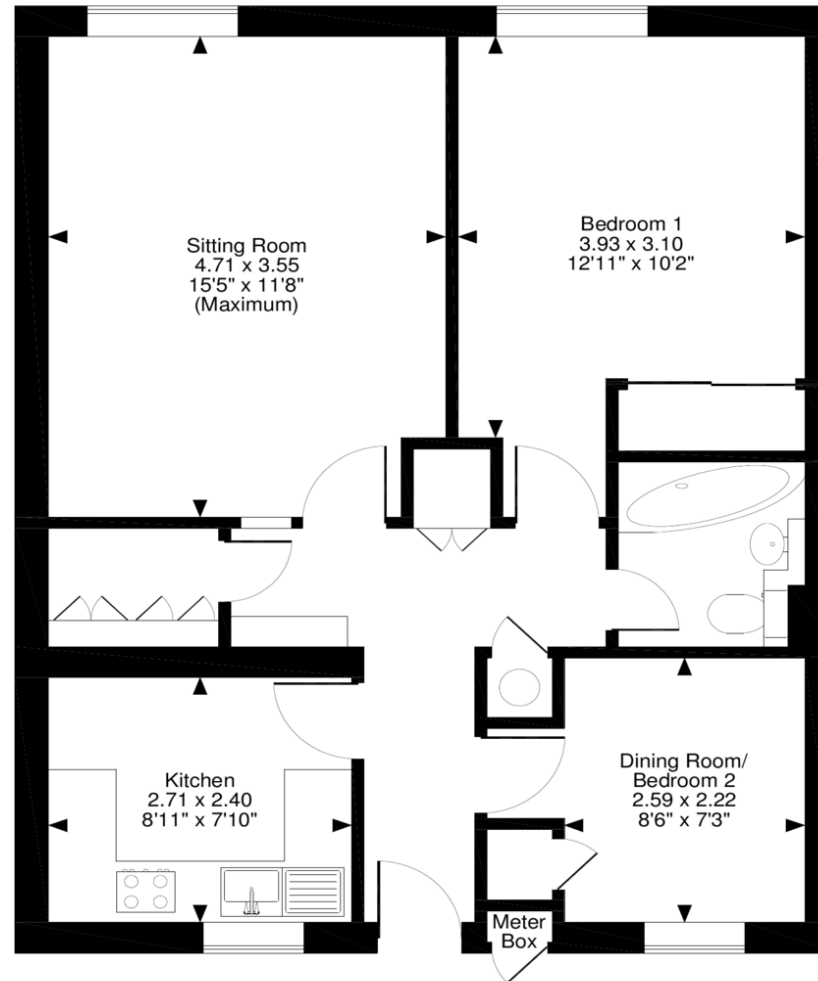 Sitting Room
4.71 x 3.55
15'5" x 11'8"
(Maximum)
Bedroom 1
3.93 x 3.10
12'11" x 10'2"
Kitchen
2.71 x 2.40
8'11" x 7'10"
Dining Room/
Bedroom 2
2.59 x 2.22
8'6" x 7'3"
Meter
Box